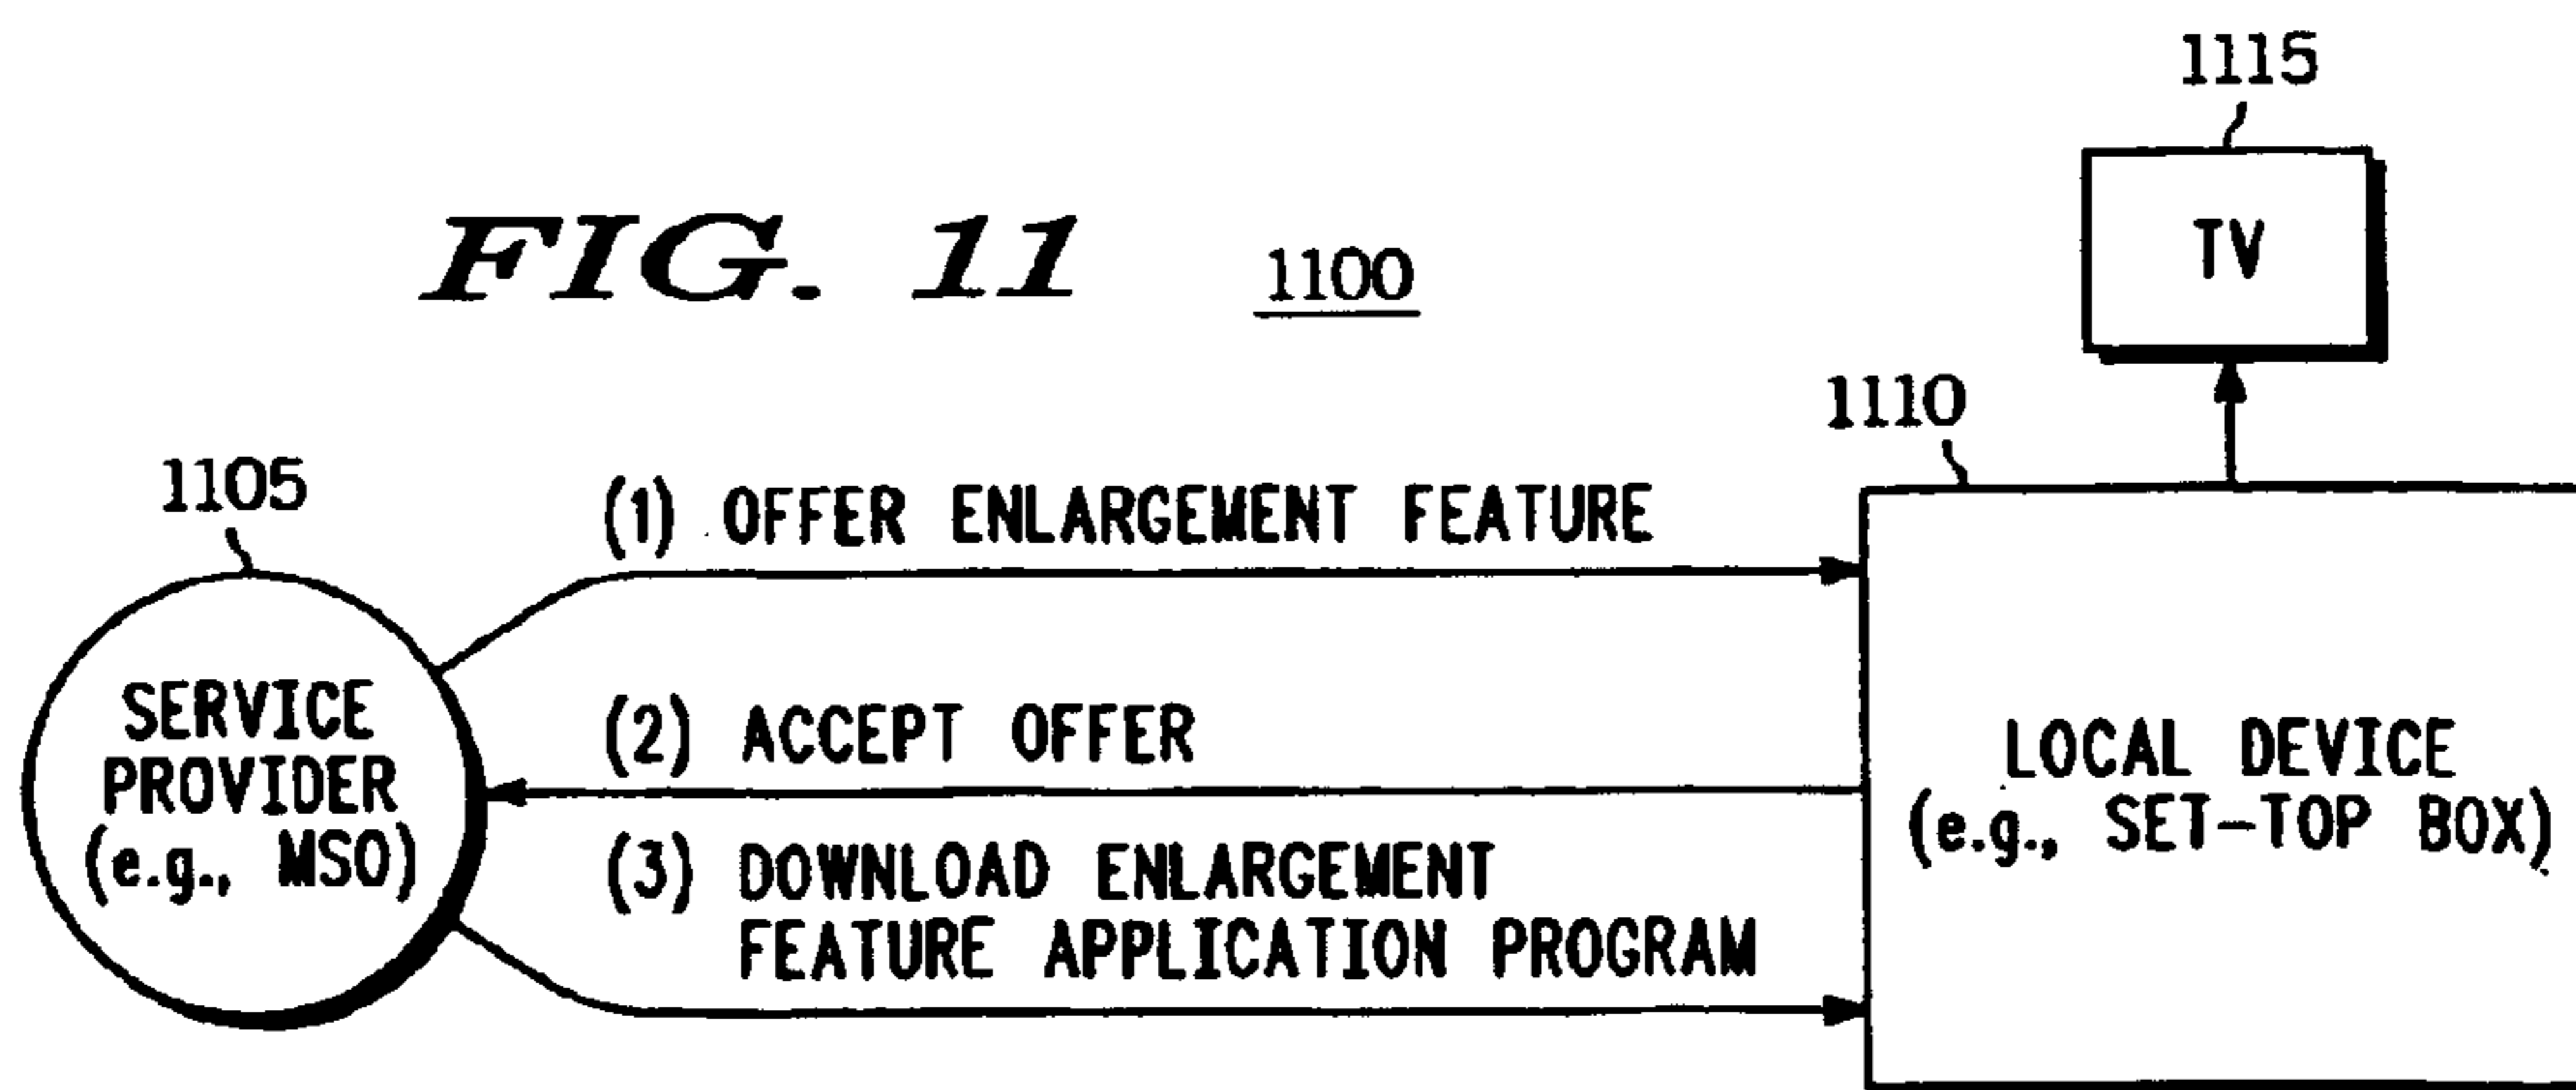 1115
TV
FIG. 11
1100
1110
1105
(1) OFFER ENLARGEMENT FEATURE
SERVICE
PROVIDER
(e.g., MSO)
(2) ACCEPT OFFER
(3) DOWNLOAD ENLARGEMENT
FEATURE APPLICATION PROGRAM
LOCAL DEVICE
(e.g., SET-TOP BOX)